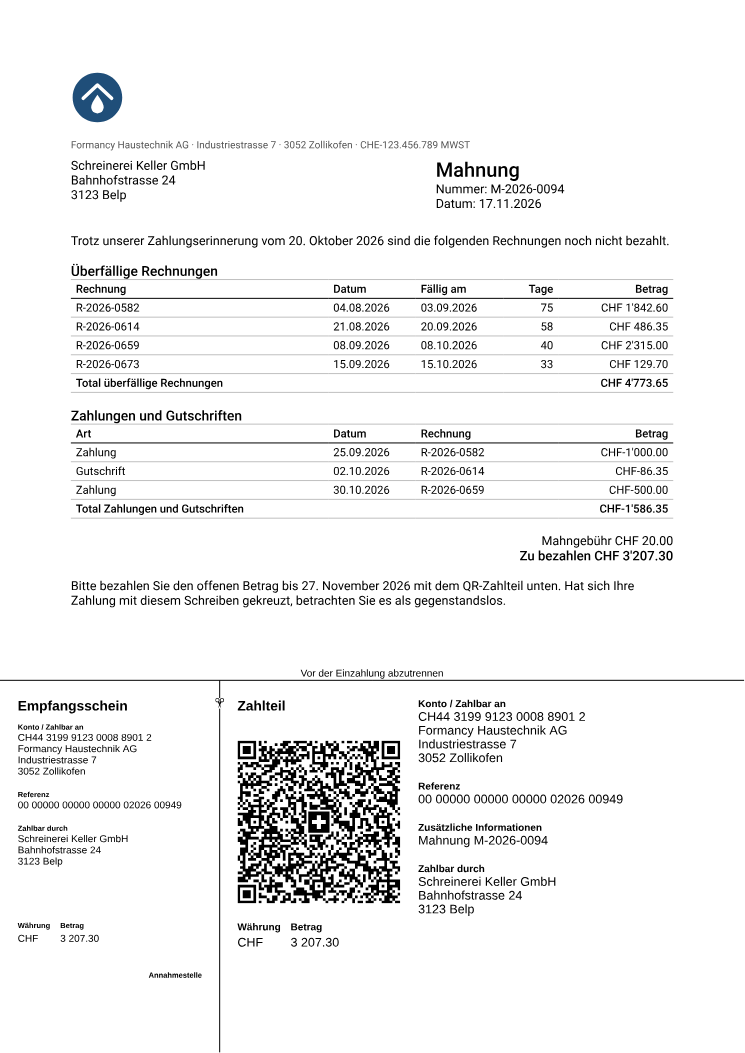 Formancy Haustechnik AG · Industriestrasse 7 · 3052 Zollikofen · CHE-123.456.789 MWST
Schreinerei Keller GmbH
Bahnhofstrasse 24
3123 Belp
Mahnung
Nummer: M-2026-0094
Datum: 17.11.2026
Trotz unserer Zahlungserinnerung vom 20. Oktober 2026 sind die folgenden Rechnungen noch nicht bezahlt.
Überfällige Rechnungen
Rechnung Datum Fällig am Tage Betrag
R-2026-0582 04.08.2026 03.09.2026 75 CHF 1'842.60
R-2026-0614 21.08.2026 20.09.2026 58 CHF 486.35
R-2026-0659 08.09.2026 08.10.2026 40 CHF 2'315.00
R-2026-0673 15.09.2026 15.10.2026 33 CHF 129.70
Total überfällige Rechnungen CHF 4'773.65
Zahlungen und Gutschriften
Art Datum Rechnung Betrag
Zahlung 25.09.2026 R-2026-0582 CHF-1'000.00
Gutschrift 02.10.2026 R-2026-0614 CHF-86.35
Zahlung 30.10.2026 R-2026-0659 CHF-500.00
Total Zahlungen und Gutschriften CHF-1'586.35
Mahngebühr CHF 20.00
Zu bezahlen CHF 3'207.30
Bitte bezahlen Sie den offenen Betrag bis 27. November 2026 mit dem QR-Zahlteil unten. Hat sich Ihre
Zahlung mit diesem Schreiben gekreuzt, betrachten Sie es als gegenstandslos.
Vor der Einzahlung abzutrennen
Empfangsschein
Konto / Zahlbar an
CH44 3199 9123 0008 8901 2
Formancy Haustechnik AG
Industriestrasse 7
3052 Zollikofen
Referenz
00 00000 00000 00000 02026 00949
Zahlbar durch
Schreinerei Keller GmbH
Bahnhofstrasse 24
3123 Belp
Währung Betrag
CHF 3 207.30
Annahmestelle
Zahlteil
Währung Betrag
CHF 3 207.30
Konto / Zahlbar an
CH44 3199 9123 0008 8901 2
Formancy Haustechnik AG
Industriestrasse 7
3052 Zollikofen
Referenz
00 00000 00000 00000 02026 00949
Zusätzliche Informationen
Mahnung M-2026-0094
Zahlbar durch
Schreinerei Keller GmbH
Bahnhofstrasse 24
3123 Belp